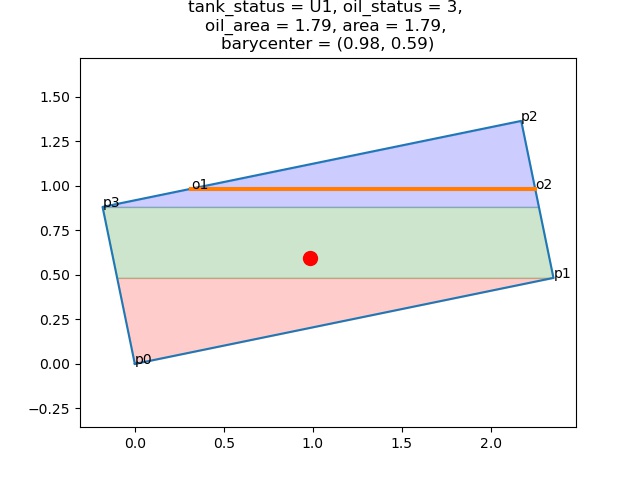 tank_status = U1, oil_status = 3,
oil_area = 1.79, area = 1.79,
barycenter = (0.98, 0.59)
1.50
1.25
1.00
0.75
0.50
0.25
0.00
−0.25
p2
o1
o2
p3
p1
p0
0.0
0.5
1.0
1.5
2.0